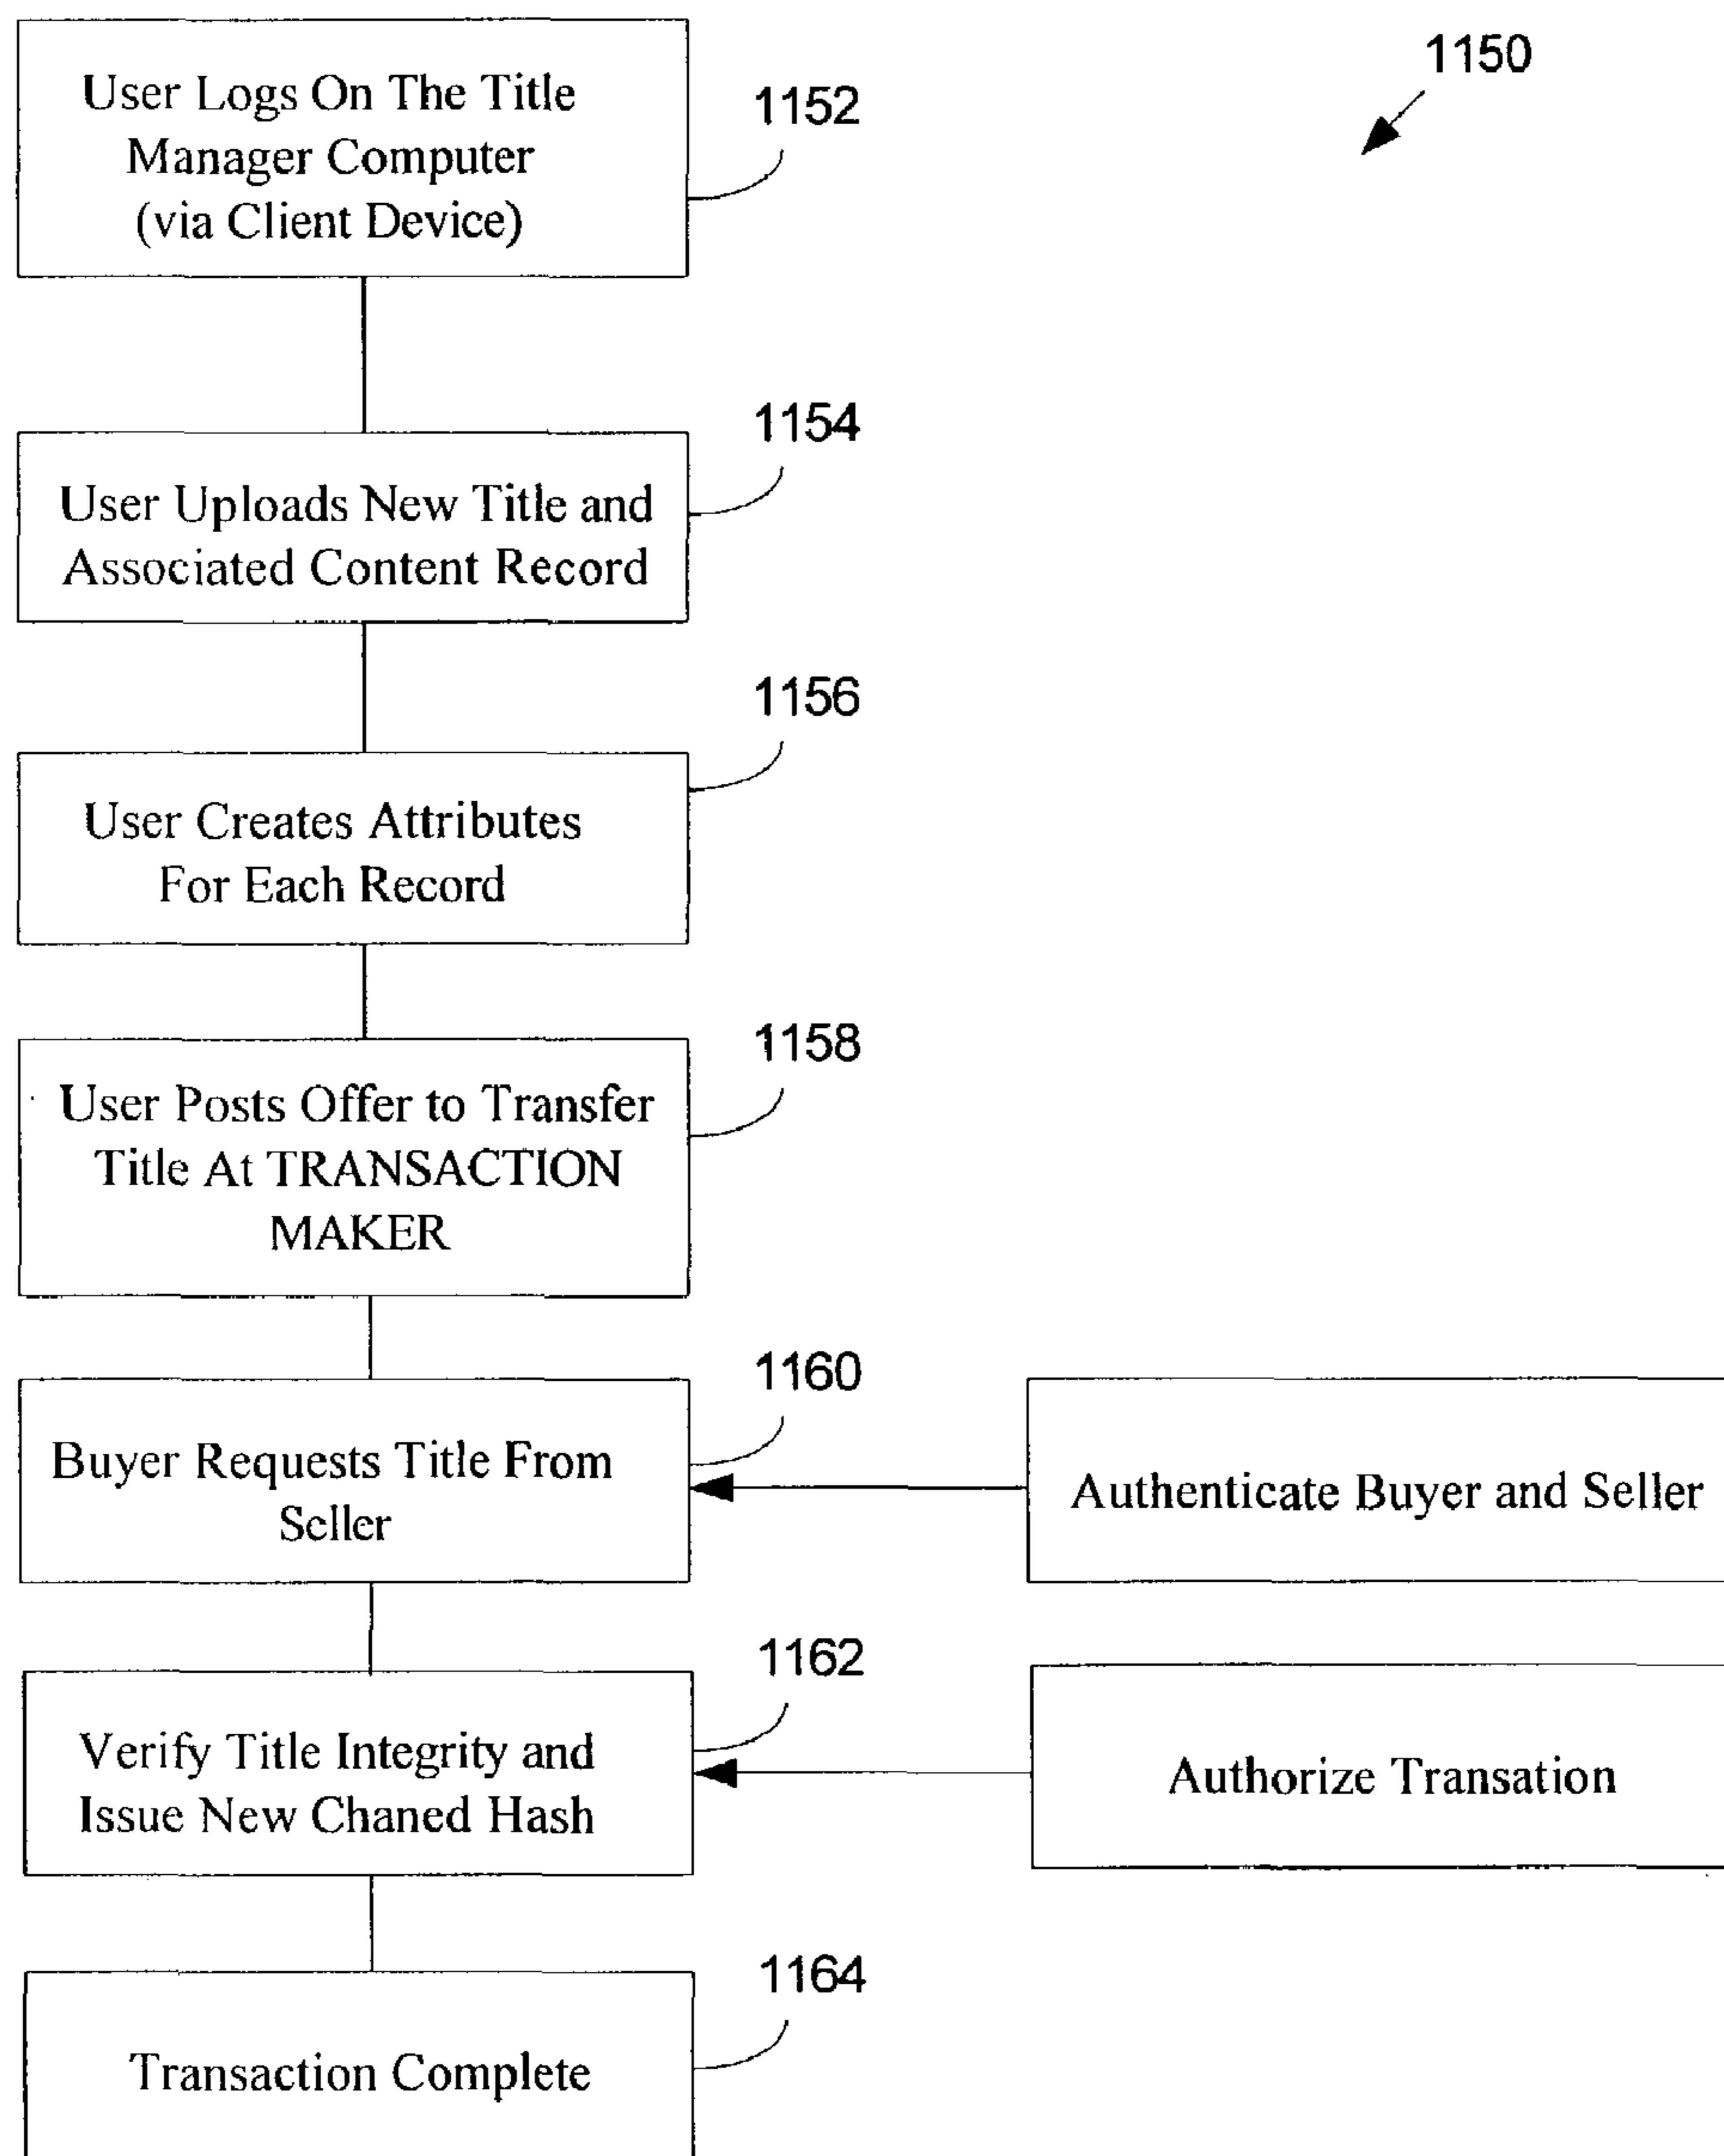 1150
User Logs On The Title
Manager Computer
(via Client Device)
1152
User Uploads New Title and
Associated Content Record
1154
User Creates Attributes
For Each Record
1156
User Posts Offer to Transfer
Title At TRANSACTION
MAKER
1158
Buyer Requests Title From
Seller
1160
Authenticate Buyer and Seller
Verify Title Integrity and
Issue New Chaned Hash
1162
Authorize Transation
Transaction Complete
1164